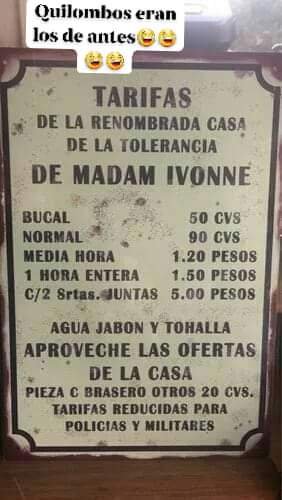 Quilombos eran
los de antes😂😂
😂😂
TARIFAS
DE LA RENOMBRADA CASA
DE LA TOLERANCIA
DE MADAM IVONNE
BUCAL 50 CVS
NORMAL 90 CVS
MEDIA HORA 1.20 PESOS
1 HORA ENTERA 1.50 PESOS
C/2 Srtas. JUNTAS 5.00 PESOS
AGUA JABON Y TOHALLA
APROVECHE LAS OFERTAS
DE LA CASA
PIEZA C BRASERO OTROS 20 CVS.
TARIFAS REDUCIDAS PARA
POLICIAS Y MILITARES